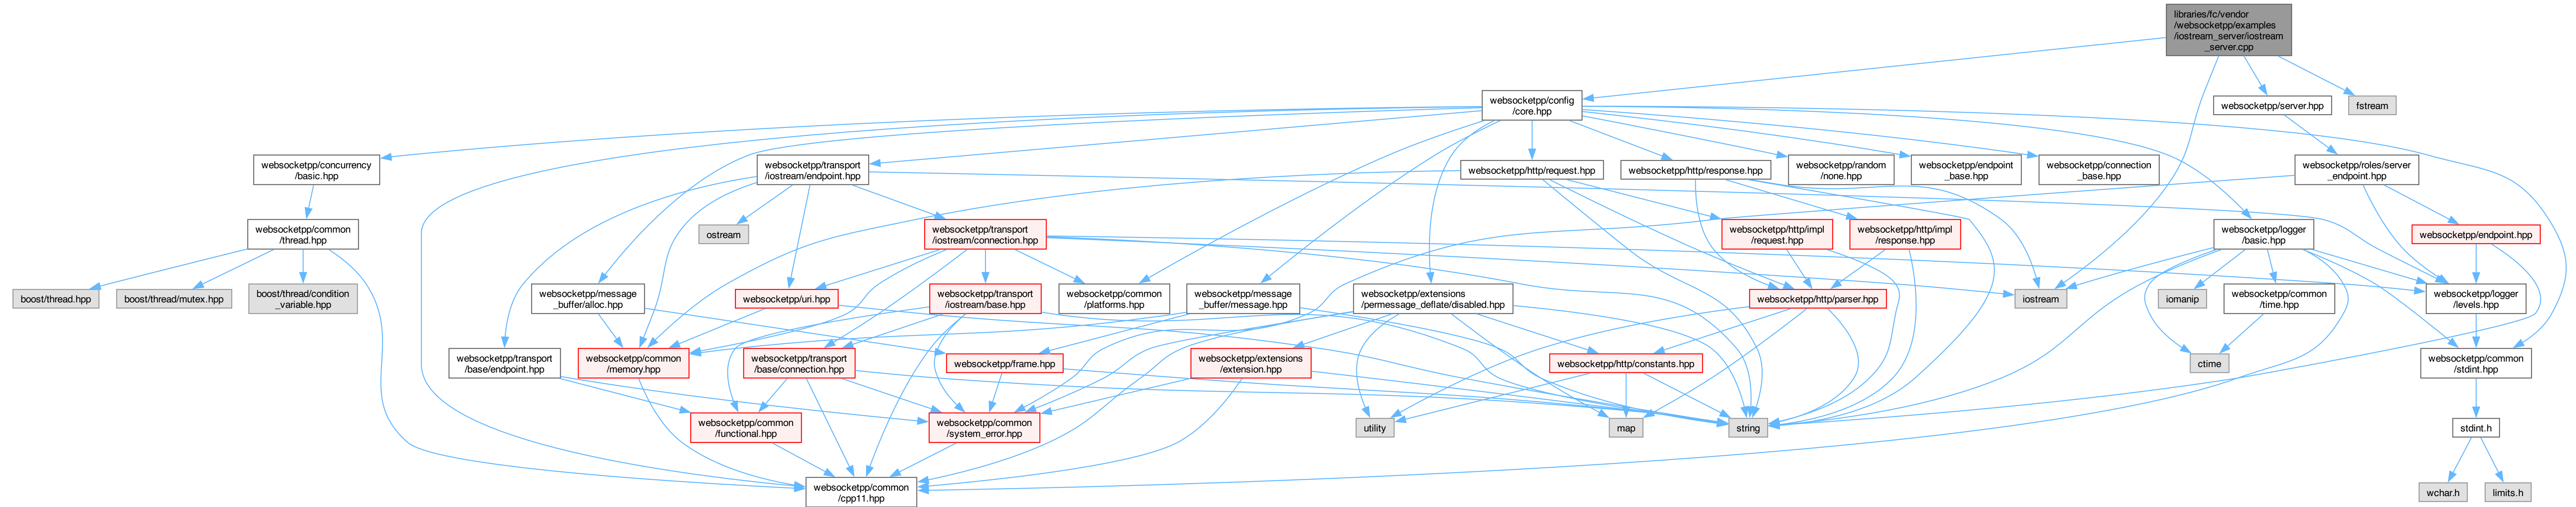 libraries/fc/vendor
/websocketpp/examples
/iostream_server/iostream
_server.cpp
websocketpp/config
/core.hpp
websocketpp/server.hpp
fstream
websocketpp/concurrency
/basic.hpp
websocketpp/transport
/iostream/endpoint.hpp
websocketpp/http/request.hpp
websocketpp/http/response.hpp
websocketpp/random
/none.hpp
websocketpp/endpoint
_base.hpp
websocketpp/connection
_base.hpp
websocketpp/roles/server
_endpoint.hpp
websocketpp/common
/thread.hpp
ostream
websocketpp/transport
/iostream/connection.hpp
websocketpp/http/impl
/request.hpp
websocketpp/http/impl
/response.hpp
websocketpp/logger
/basic.hpp
websocketpp/endpoint.hpp
boost/thread.hpp
boost/thread/mutex.hpp
boost/thread/condition
_variable.hpp
websocketpp/message
_buffer/alloc.hpp
websocketpp/uri.hpp
websocketpp/transport
/iostream/base.hpp
websocketpp/common
/platforms.hpp
websocketpp/message
_buffer/message.hpp
websocketpp/extensions
/permessage_deflate/disabled.hpp
websocketpp/http/parser.hpp
iostream
iomanip
websocketpp/common
/time.hpp
websocketpp/logger
/levels.hpp
websocketpp/transport
/base/endpoint.hpp
websocketpp/common
/memory.hpp
websocketpp/transport
/base/connection.hpp
websocketpp/frame.hpp
websocketpp/extensions
/extension.hpp
websocketpp/http/constants.hpp
ctime
websocketpp/common
/stdint.hpp
websocketpp/common
/functional.hpp
websocketpp/common
/system_error.hpp
utility
map
string
stdint.h
websocketpp/common
/cpp11.hpp
wchar.h
limits.h